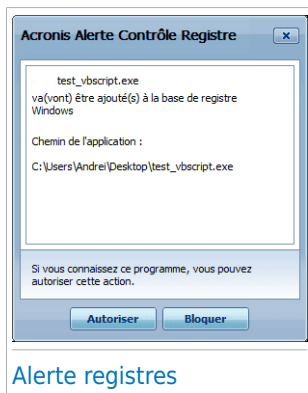 Acronis Alerte Contrôle Registre
test_vbscript.exe
va(vont) être ajouté(s) à la base de registre
Windows
Chemin de l'application :
C:\Users\Andrei\Desktop\test_vbscript.exe
Si vous connaissez ce programme, vous pouvez
autoriser cette action.
Autoriser
Bloquer
Alerte registres